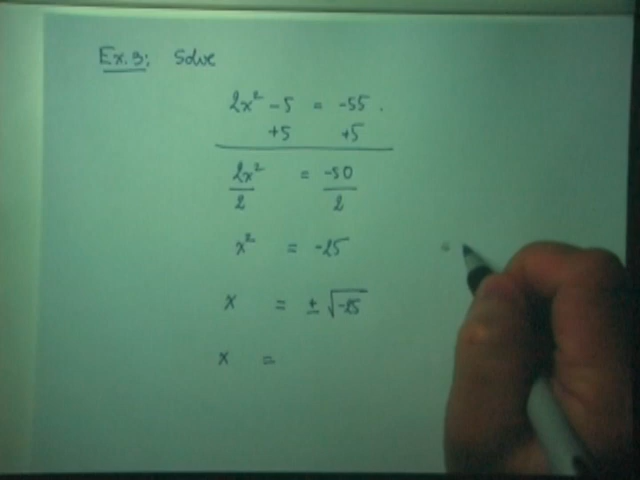 Ex.3: Solve
2x² - 5 = -55.
+5 +5
2x²/2 = -50/2
x² = -25
x = ± √-25
x =